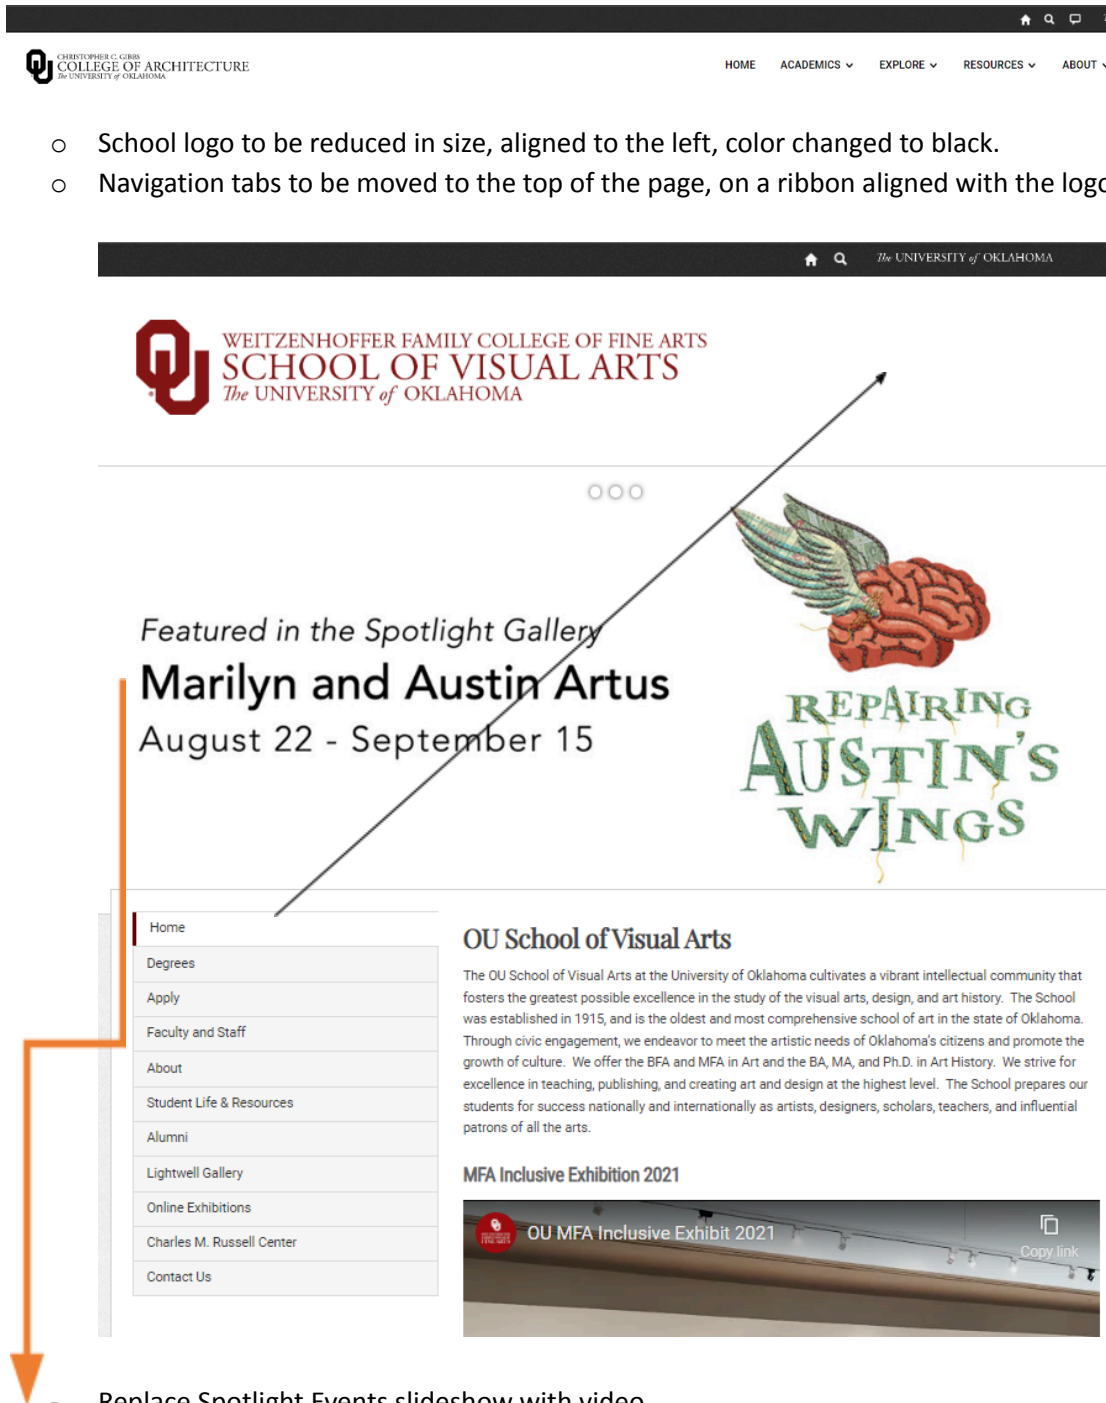 CHRISTOPHER C. GIBBS
COLLEGE OF ARCHITECTURE
The UNIVERSITY of OKLAHOMA
HOME ACADEMICS EXPLORE RESOURCES ABOUT
o School logo to be reduced in size, aligned to the left, color changed to black.
o Navigation tabs to be moved to the top of the page, on a ribbon aligned with the logo
The UNIVERSITY of OKLAHOMA
WEITZENHOFFER FAMILY COLLEGE OF FINE ARTS
SCHOOL OF VISUAL ARTS
The UNIVERSITY of OKLAHOMA
Featured in the Spotlight Gallery
Marilyn and Austin Artus
August 22 - September 15
REPAIRING
AUSTIN'S
WINGS
Home
Degrees
Apply
Faculty and Staff
About
Student Life & Resources
Alumni
Lightwell Gallery
Online Exhibitions
Charles M. Russell Center
Contact Us
OU School of Visual Arts
The OU School of Visual Arts at the University of Oklahoma cultivates a vibrant intellectual community that
fosters the greatest possible excellence in the study of the visual arts, design, and art history. The School
was established in 1915, and is the oldest and most comprehensive school of art in the state of Oklahoma.
Through civic engagement, we endeavor to meet the artistic needs of Oklahoma's citizens and promote the
growth of culture. We offer the BFA and MFA in Art and the BA, MA, and Ph.D. in Art History. We strive for
excellence in teaching, publishing, and creating art and design at the highest level. The School prepares our
students for success nationally and internationally as artists, designers, scholars, teachers, and influential
patrons of all the arts.
MFA Inclusive Exhibition 2021
OU MFA Inclusive Exhibit 2021
Copy link
- Replace Spotlight Events slideshow with video